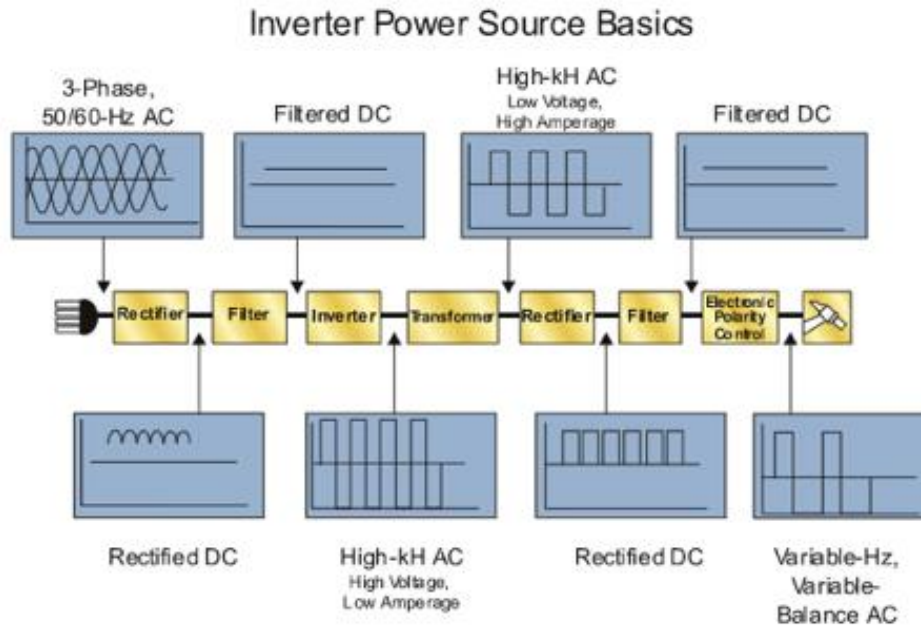 Inverter Power Source Basics
3-Phase,
50/60-Hz AC
Filtered DC
High-kH AC
Low Voltage,
High Amperage
Filtered DC
Rectifier
Filter
Inverter
Transformer
Rectifier
Filter
Electronic
Polarity
Control
Rectified DC
High-kH AC
High Voltage,
Low Amperage
Rectified DC
Variable-Hz,
Variable-
Balance AC